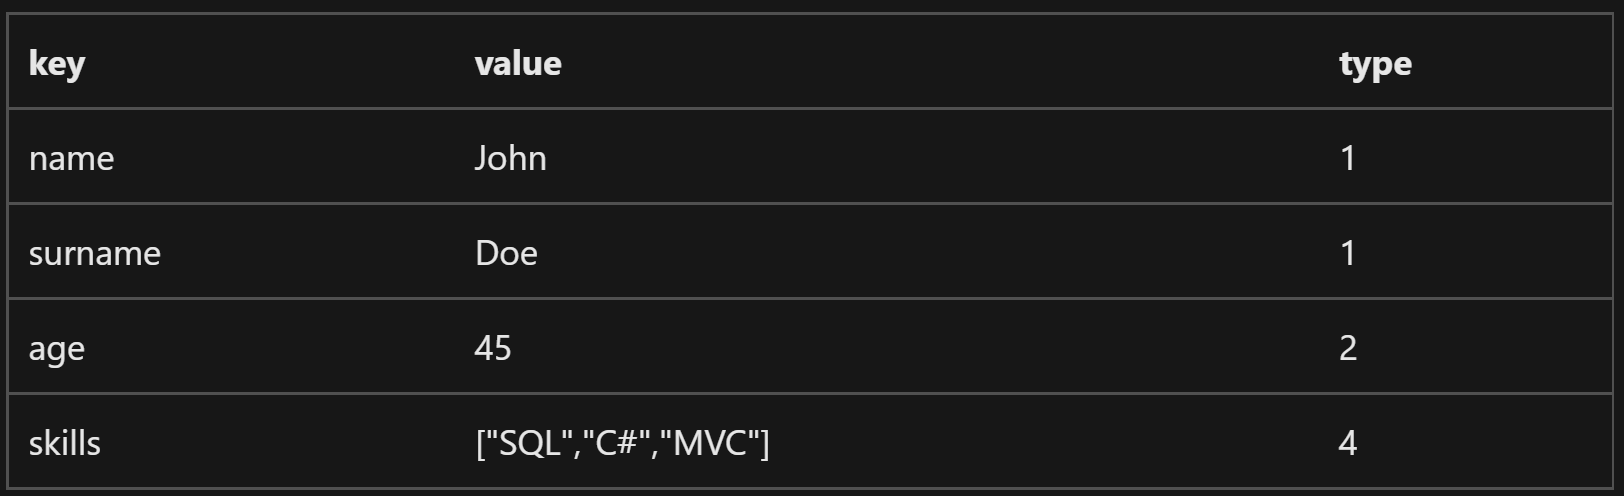 key value type
name John 1
surname Doe 1
age 45 2
skills ["SQL","C#","MVC"] 4